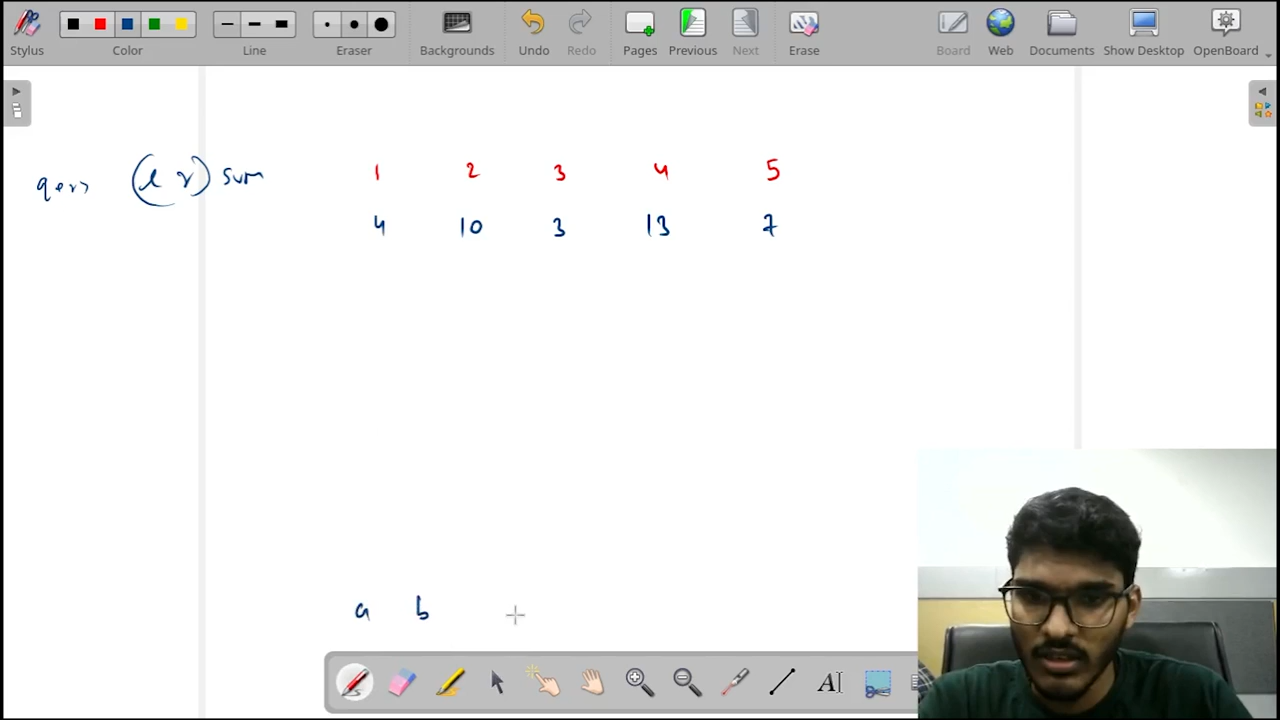 Stylus Color Line Eraser Backgrounds Undo Redo Pages Previous Next Erase Board Web Documents Show Desktop OpenBoard
(l r) sum 1 2 3 4 5
4 10 3 13 7
a b